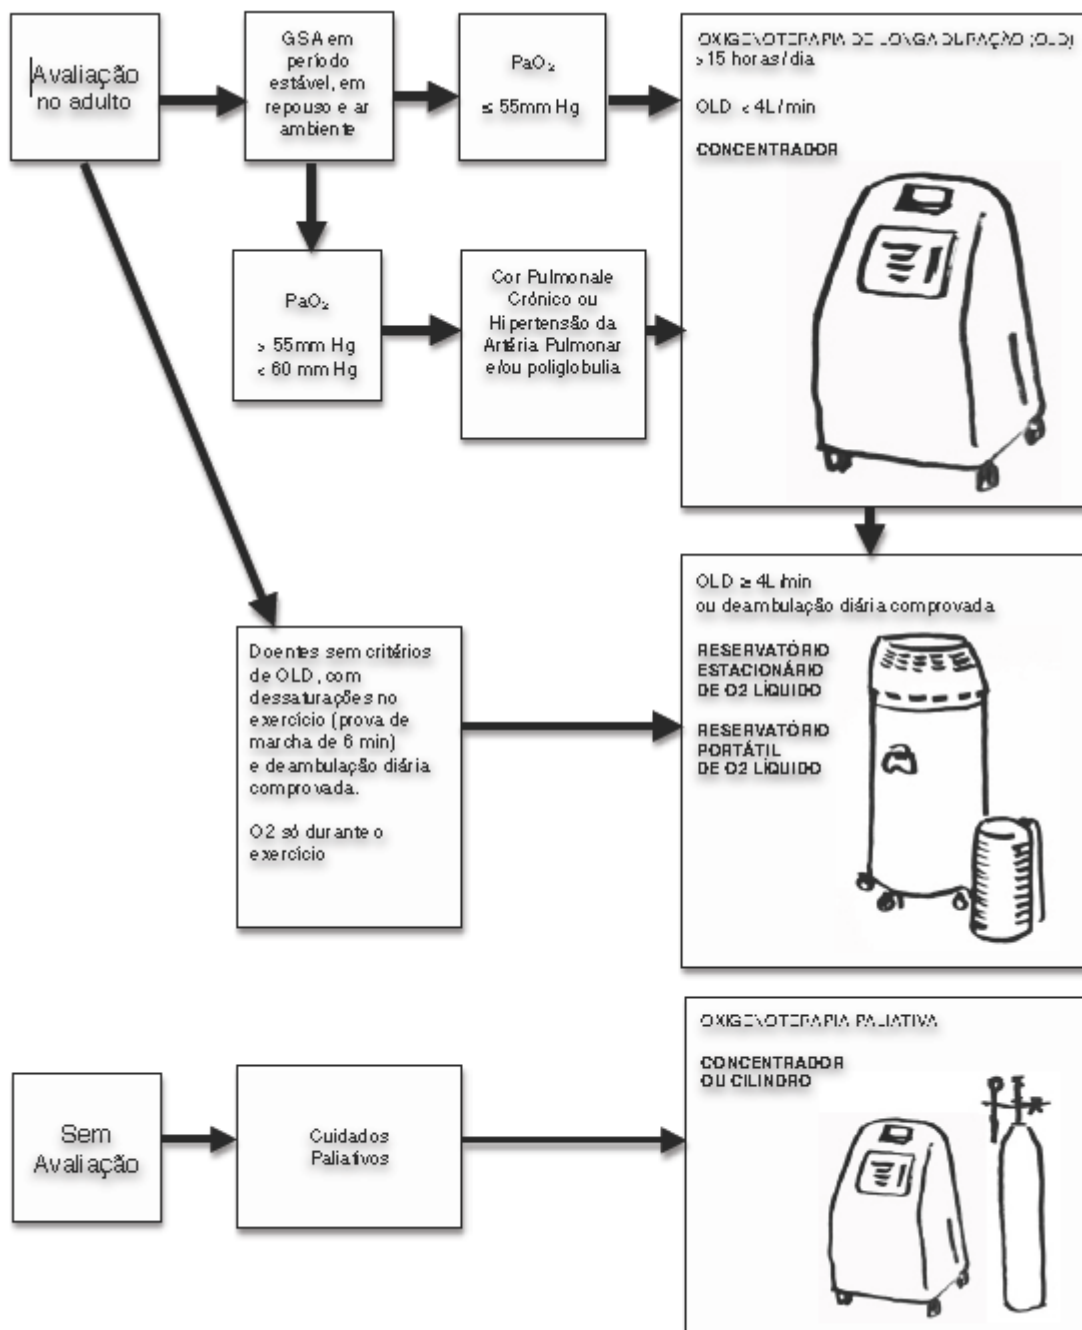 Avaliação
no adulto
GSA em
período
estável, em
repouso e ar
ambiente
PaO₂
≤ 55mm Hg
OXIGENOTERAPIA DE LONGA DURAÇÃO (OLD)
>15 horas/dia
OLD < 4L/min
CONCENTRADOR
PaO₂
> 55mm Hg
< 60 mm Hg
Cor Pulmonale
Crónico ou
Hipertensão da
Artéria Pulmonar
e/ou poliglobulia
OLD ≥ 4L/min
ou deambulação diária comprovada
RESERVATÓRIO
ESTACIONÁRIO
DE O2 LÍQUIDO
RESERVATÓRIO
PORTÁTIL
DE O2 LÍQUIDO
Doentes sem critérios
de OLD, com
dessaturações no
exercício (prova de
marcha de 6 min)
e deambulação diária
comprovada.
O2 só durante o
exercício
OXIGENOTERAPIA PALIATIVA
CONCENTRADOR
OU CILINDRO
Sem
Avaliação
Cuidados
Paliativos